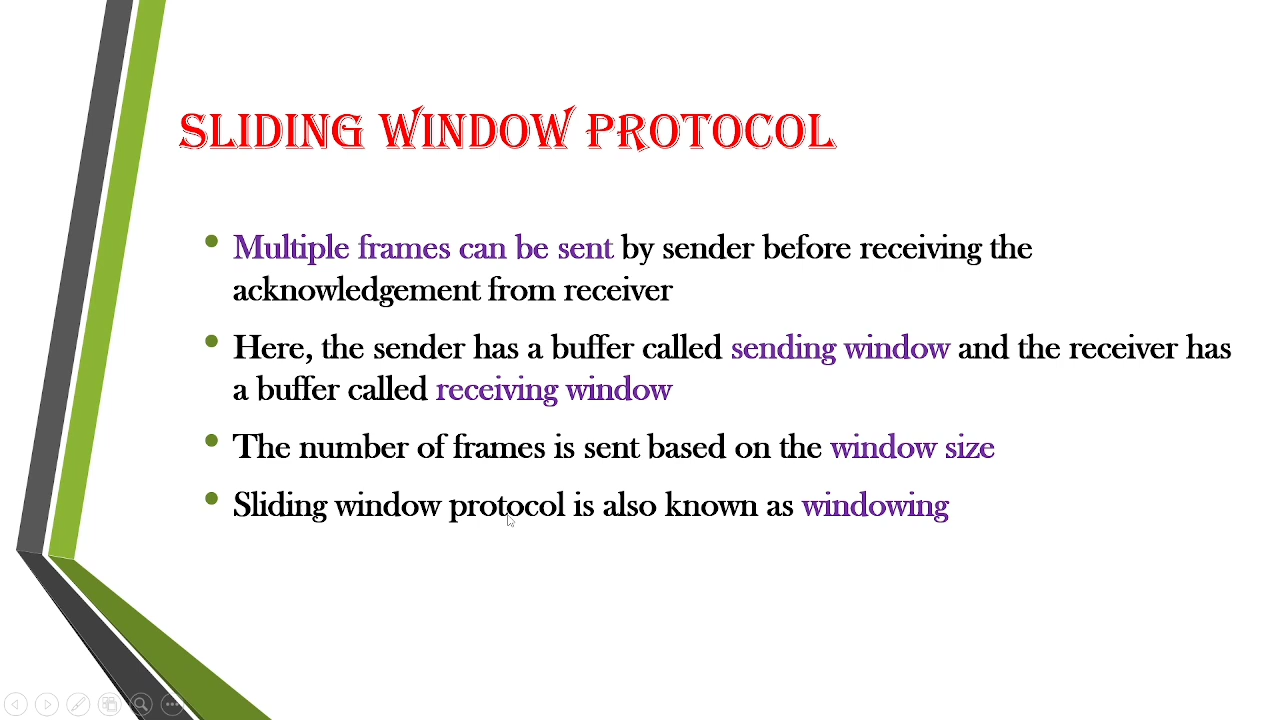 SLIDING WINDOW PROTOCOL
• Multiple frames can be sent by sender before receiving the
acknowledgement from receiver
• Here, the sender has a buffer called sending window and the receiver has
a buffer called receiving window
• The number of frames is sent based on the window size
• Sliding window protocol is also known as windowing